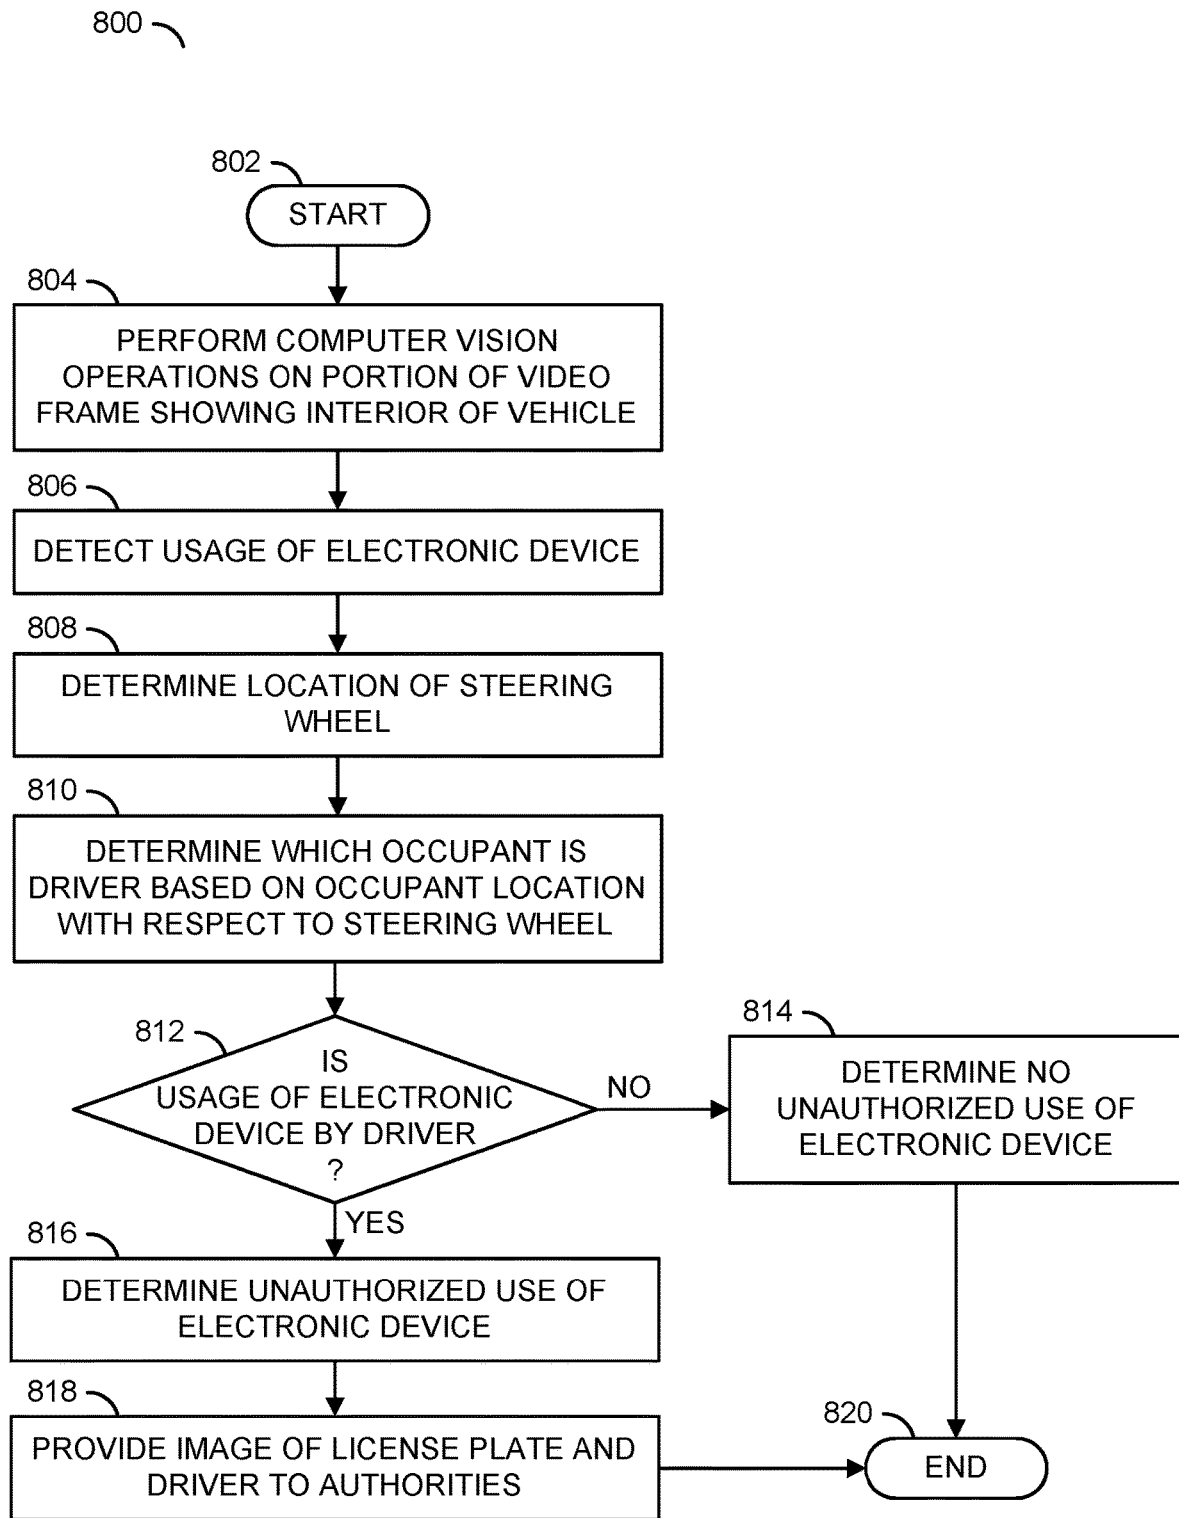 800
802
START
804
PERFORM COMPUTER VISION
OPERATIONS ON PORTION OF VIDEO
FRAME SHOWING INTERIOR OF VEHICLE
806
DETECT USAGE OF ELECTRONIC DEVICE
808
DETERMINE LOCATION OF STEERING
WHEEL
810
DETERMINE WHICH OCCUPANT IS
DRIVER BASED ON OCCUPANT LOCATION
WITH RESPECT TO STEERING WHEEL
812
IS
USAGE OF ELECTRONIC
DEVICE BY DRIVER
?
NO
814
DETERMINE NO
UNAUTHORIZED USE OF
ELECTRONIC DEVICE
YES
816
DETERMINE UNAUTHORIZED USE OF
ELECTRONIC DEVICE
818
PROVIDE IMAGE OF LICENSE PLATE AND
DRIVER TO AUTHORITIES
820
END